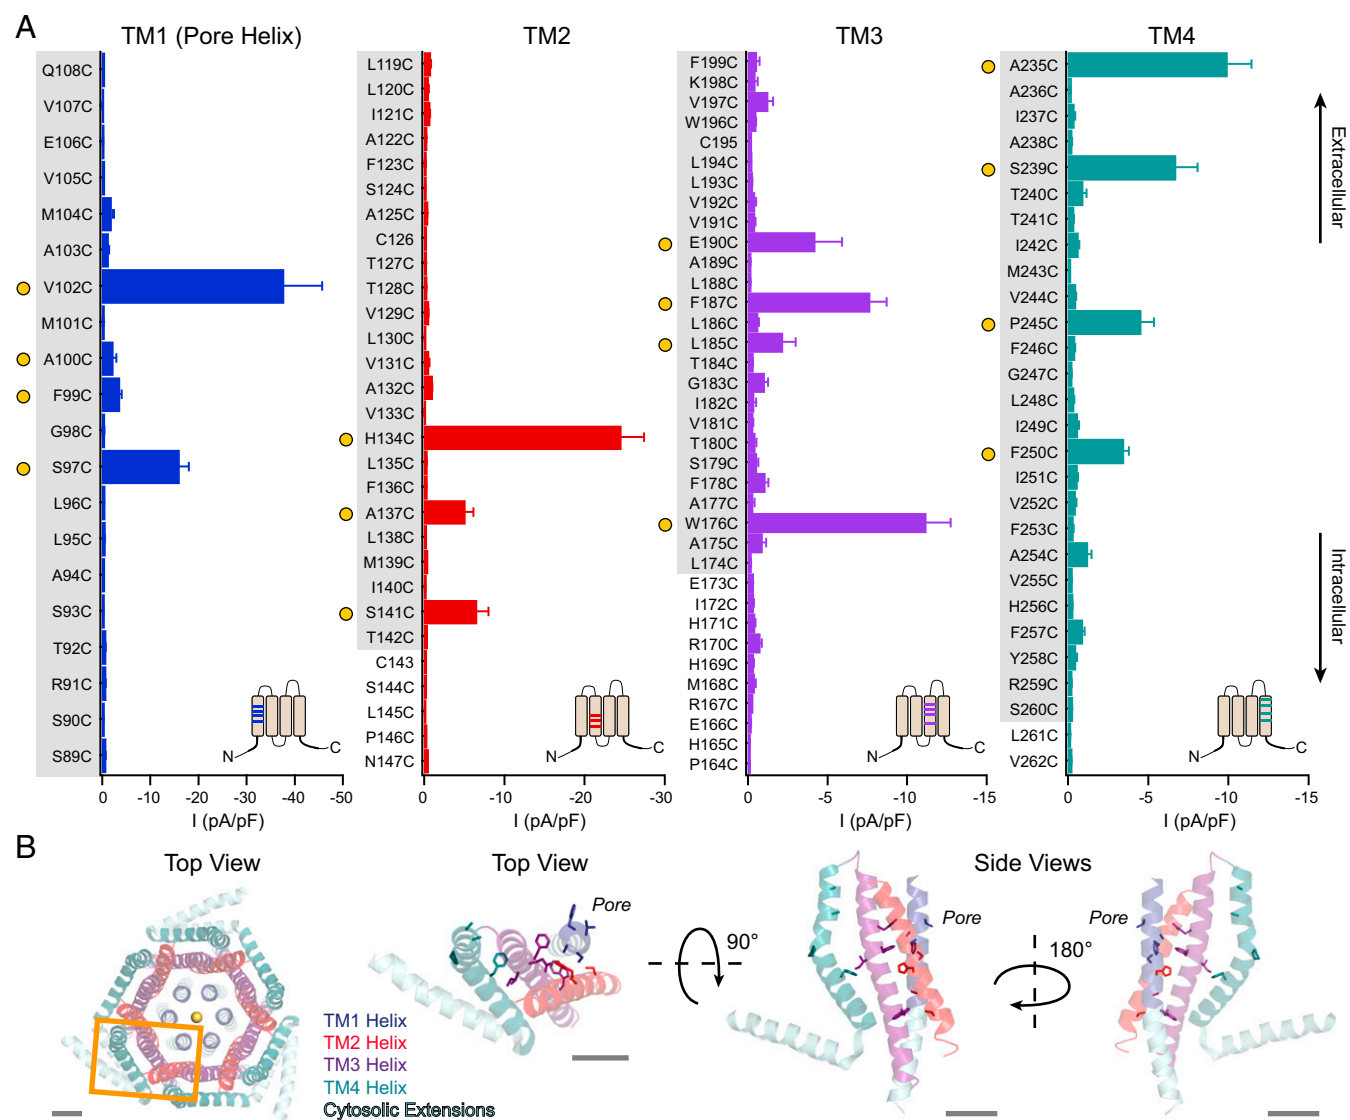 A
TM1 (Pore Helix)
Q108C
V107C
E106C
V105C
M104C
A103C
V102C
M101C
A100C
F99C
G98C
S97C
L96C
L95C
A94C
S93C
T92C
R91C
S90C
S89C
N
C
0 -10 -20 -30 -40 -50
I (pA/pF)
TM2
L119C
L120C
I121C
A122C
F123C
S124C
A125C
C126
T127C
T128C
V129C
L130C
V131C
A132C
V133C
H134C
L135C
F136C
A137C
L138C
M139C
I140C
S141C
T142C
C143
S144C
L145C
P146C
N147C
N
C
0 -10 -20 -30
I (pA/pF)
TM3
F199C
K198C
V197C
W196C
C195
L194C
L193C
V192C
V191C
E190C
A189C
L188C
F187C
L186C
L185C
T184C
G183C
I182C
V181C
T180C
S179C
F178C
A177C
W176C
A175C
L174C
E173C
I172C
H171C
R170C
H169C
M168C
R167C
E166C
H165C
P164C
N
C
0 -5 -10 -15
I (pA/pF)
TM4
A235C
A236C
I237C
A238C
S239C
T240C
T241C
I242C
M243C
V244C
P245C
F246C
G247C
L248C
I249C
F250C
I251C
V252C
F253C
A254C
V255C
H256C
F257C
Y258C
R259C
S260C
L261C
V262C
N
C
0 -5 -10 -15
I (pA/pF)
Extracellular
Intracellular
B
Top View
Top View
Side Views
Pore
90°
Pore
180°
Pore
TM1 Helix
TM2 Helix
TM3 Helix
TM4 Helix
Cytosolic Extensions